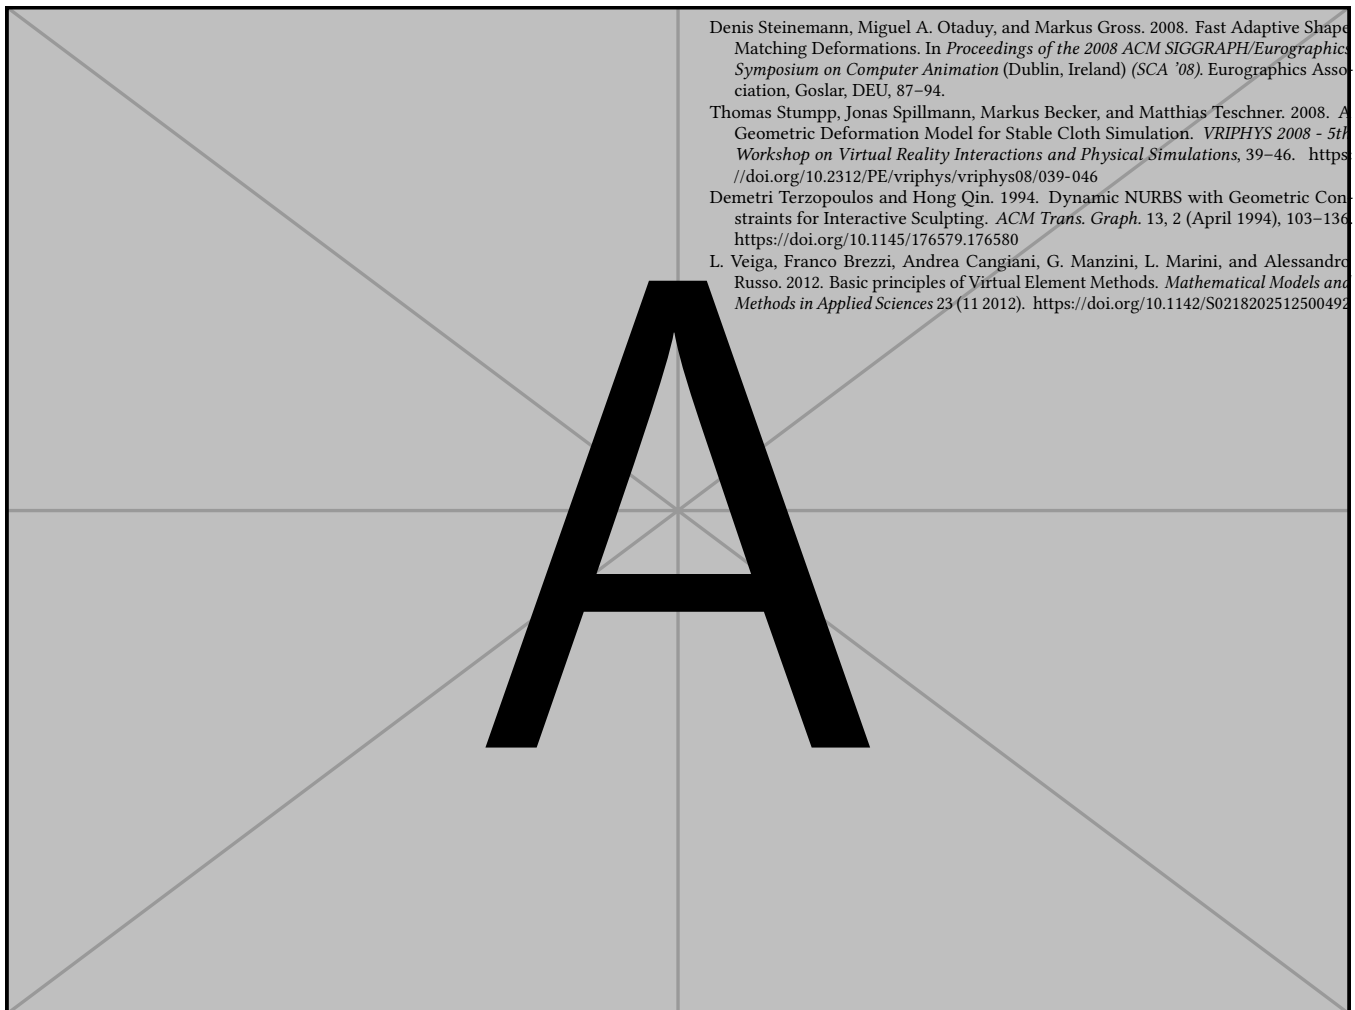 Denis Steinemann, Miguel A. Otaduy, and Markus Gross. 2008. Fast Adaptive Shape
Matching Deformations. In Proceedings of the 2008 ACM SIGGRAPH/Eurographics
Symposium on Computer Animation (Dublin, Ireland) (SCA ’08). Eurographics Asso-
ciation, Goslar, DEU, 87–94.
Thomas Stumpp, Jonas Spillmann, Markus Becker, and Matthias Teschner. 2008. A
Geometric Deformation Model for Stable Cloth Simulation. VRIPHYS 2008 - 5th
Workshop on Virtual Reality Interactions and Physical Simulations, 39–46. https:
//doi.org/10.2312/PE/vriphys/vriphys08/039-046
Demetri Terzopoulos and Hong Qin. 1994. Dynamic NURBS with Geometric Con-
straints for Interactive Sculpting. ACM Trans. Graph. 13, 2 (April 1994), 103–136.
https://doi.org/10.1145/176579.176580
L. Veiga, Franco Brezzi, Andrea Cangiani, G. Manzini, L. Marini, and Alessandro
Russo. 2012. Basic principles of Virtual Element Methods. Mathematical Models and
Methods in Applied Sciences 23 (11 2012). https://doi.org/10.1142/S0218202512500492
A